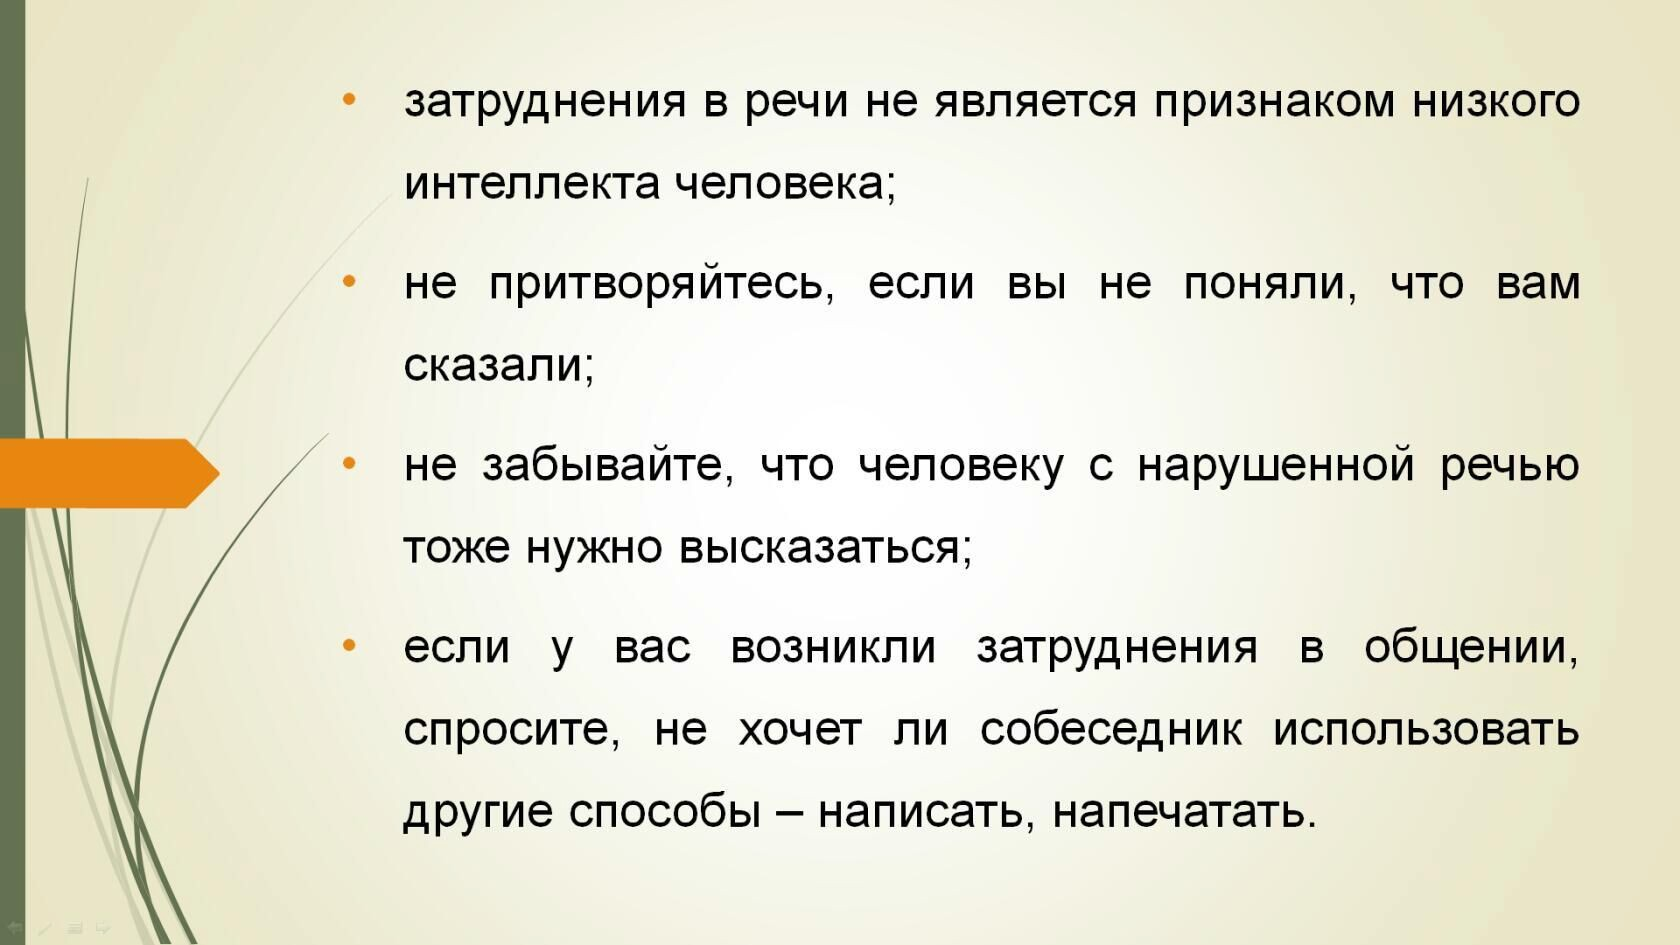 • затруднения в речи не является признаком низкого
интеллекта человека;
• не притворяйтесь, если вы не поняли, что вам
сказали;
• не забывайте, что человеку с нарушенной речью
тоже нужно высказаться;
• если у вас возникли затруднения в общении,
спросите, не хочет ли собеседник использовать
другие способы – написать, напечатать.